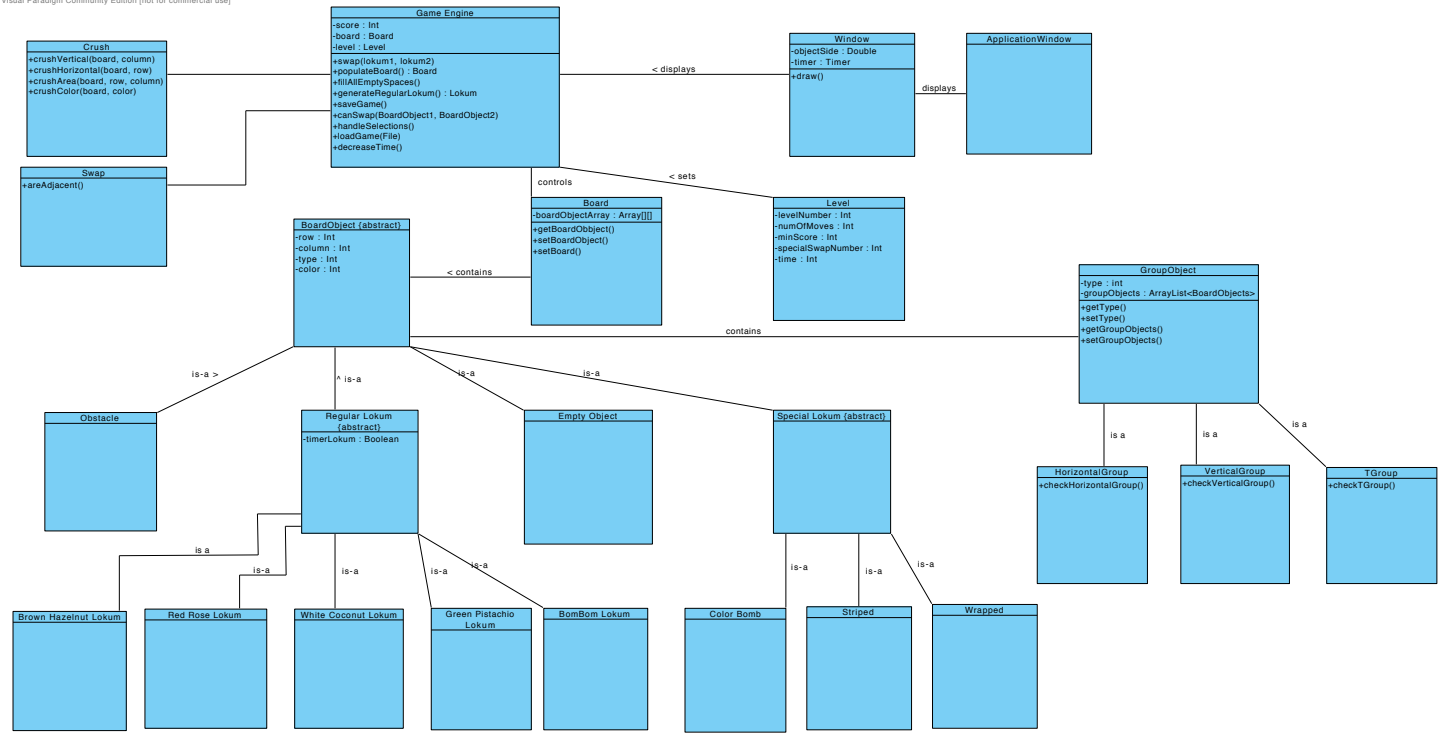 Visual Paradigm Community Edition [not for commercial use]
Game Engine
-score : Int
-board : Board
-level : Level
+swap(lokum1, lokum2)
+populateBoard() : Board
+fillAllEmptySpaces()
+generateRegularLokum() : Lokum
+saveGame()
+canSwap(BoardObject1, BoardObject2)
+handleSelections()
+loadGame(File)
+decreaseTime()
Crush
+crushVertical(board, column)
+crushHorizontal(board, row)
+crushArea(board, row, column)
+crushColor(board, color)
Swap
+areAdjacent()
< displays
Window
-objectSide : Double
-timer : Timer
+draw()
displays
ApplicationWindow
controls
< sets
Board
-boardObjectArray : Array[][]
+getBoardObbject()
+setBoardObject()
+setBoard()
Level
-levelNumber : Int
-numOfMoves : Int
-minScore : Int
-specialSwapNumber : Int
-time : Int
BoardObject {abstract}
-row : Int
-column : Int
-type : Int
-color : Int
< contains
contains
GroupObject
-type : int
-groupObjects : ArrayList<BoardObjects>
+getType()
+setType()
+getGroupObjects()
+setGroupObjects()
is-a >
^ is-a
is-a
is-a
Obstacle
Regular Lokum
{abstract}
-timerLokum : Boolean
Empty Object
Special Lokum {abstract}
is a
is a
is a
HorizontalGroup
+checkHorizontalGroup()
VerticalGroup
+checkVerticalGroup()
TGroup
+checkTGroup()
is a
is-a
is-a
is-a
is-a
is-a
is-a
is-a
Brown Hazelnut Lokum
Red Rose Lokum
White Coconut Lokum
Green Pistachio
Lokum
BomBom Lokum
Color Bomb
Striped
Wrapped